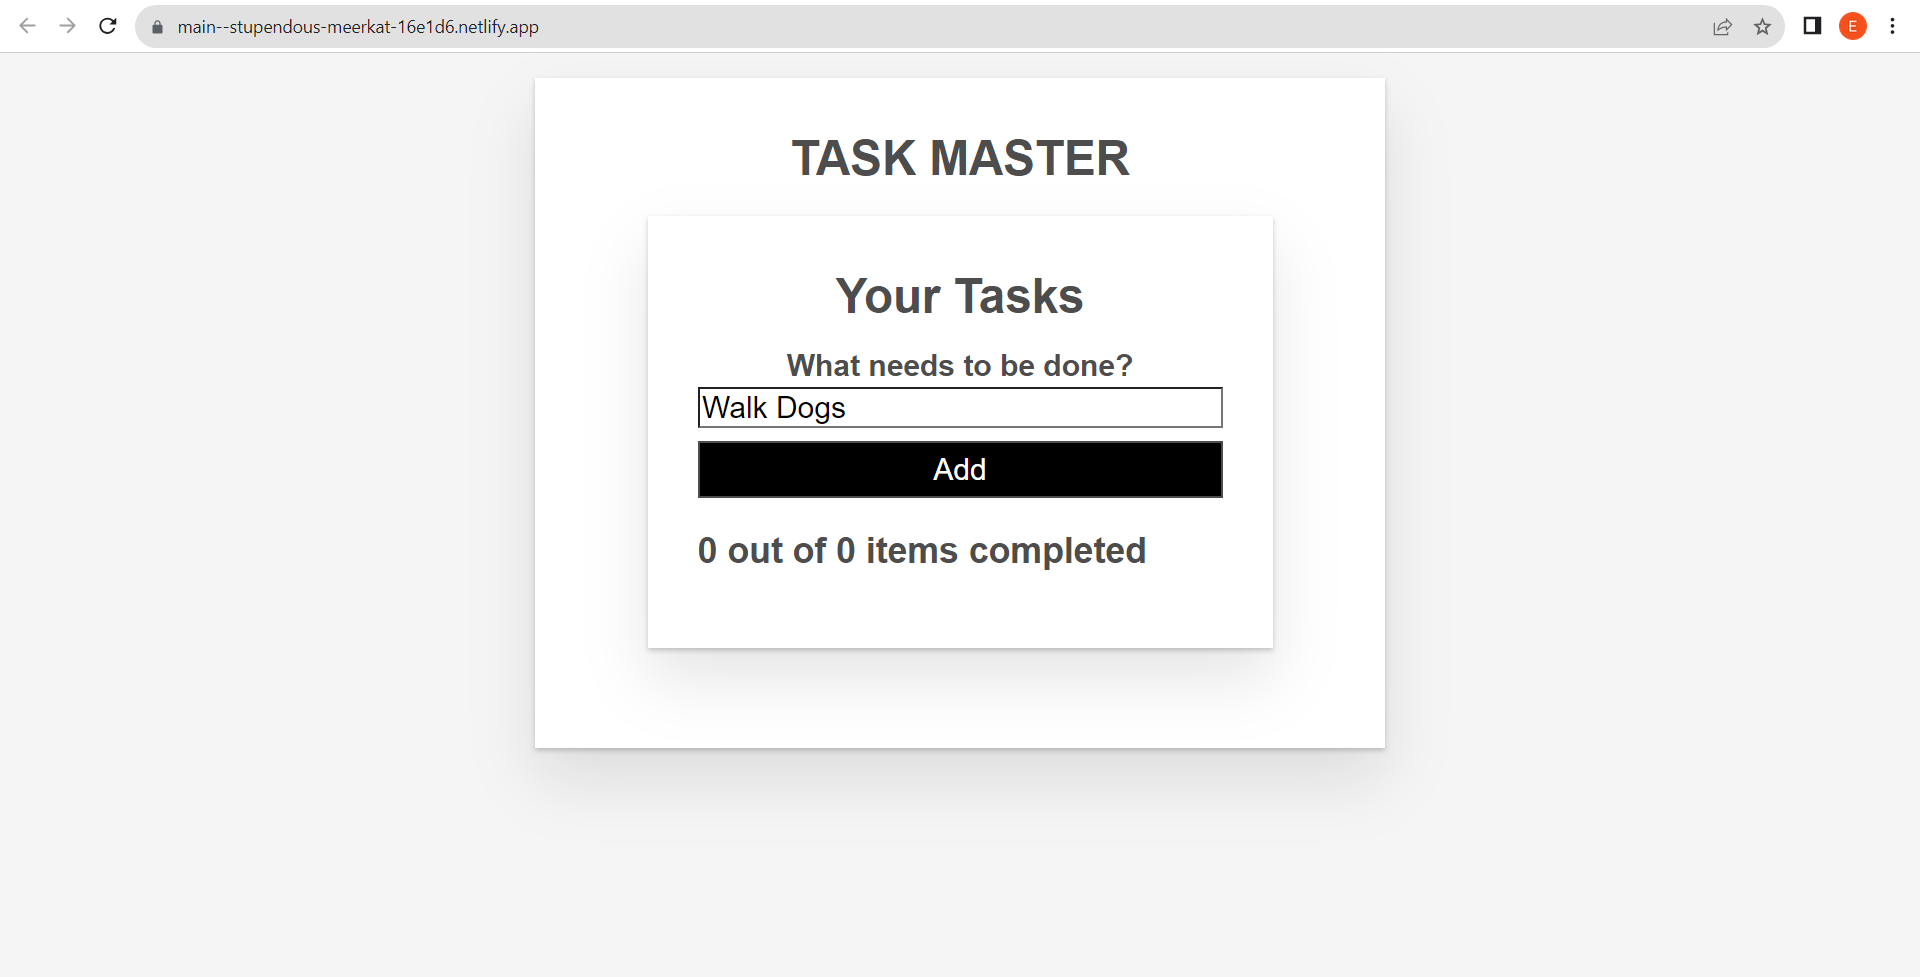 main--stupendous-meerkat-16e1d6.netlify.app
E
TASK MASTER
Your Tasks
What needs to be done?
Walk Dogs
Add
0 out of 0 items completed